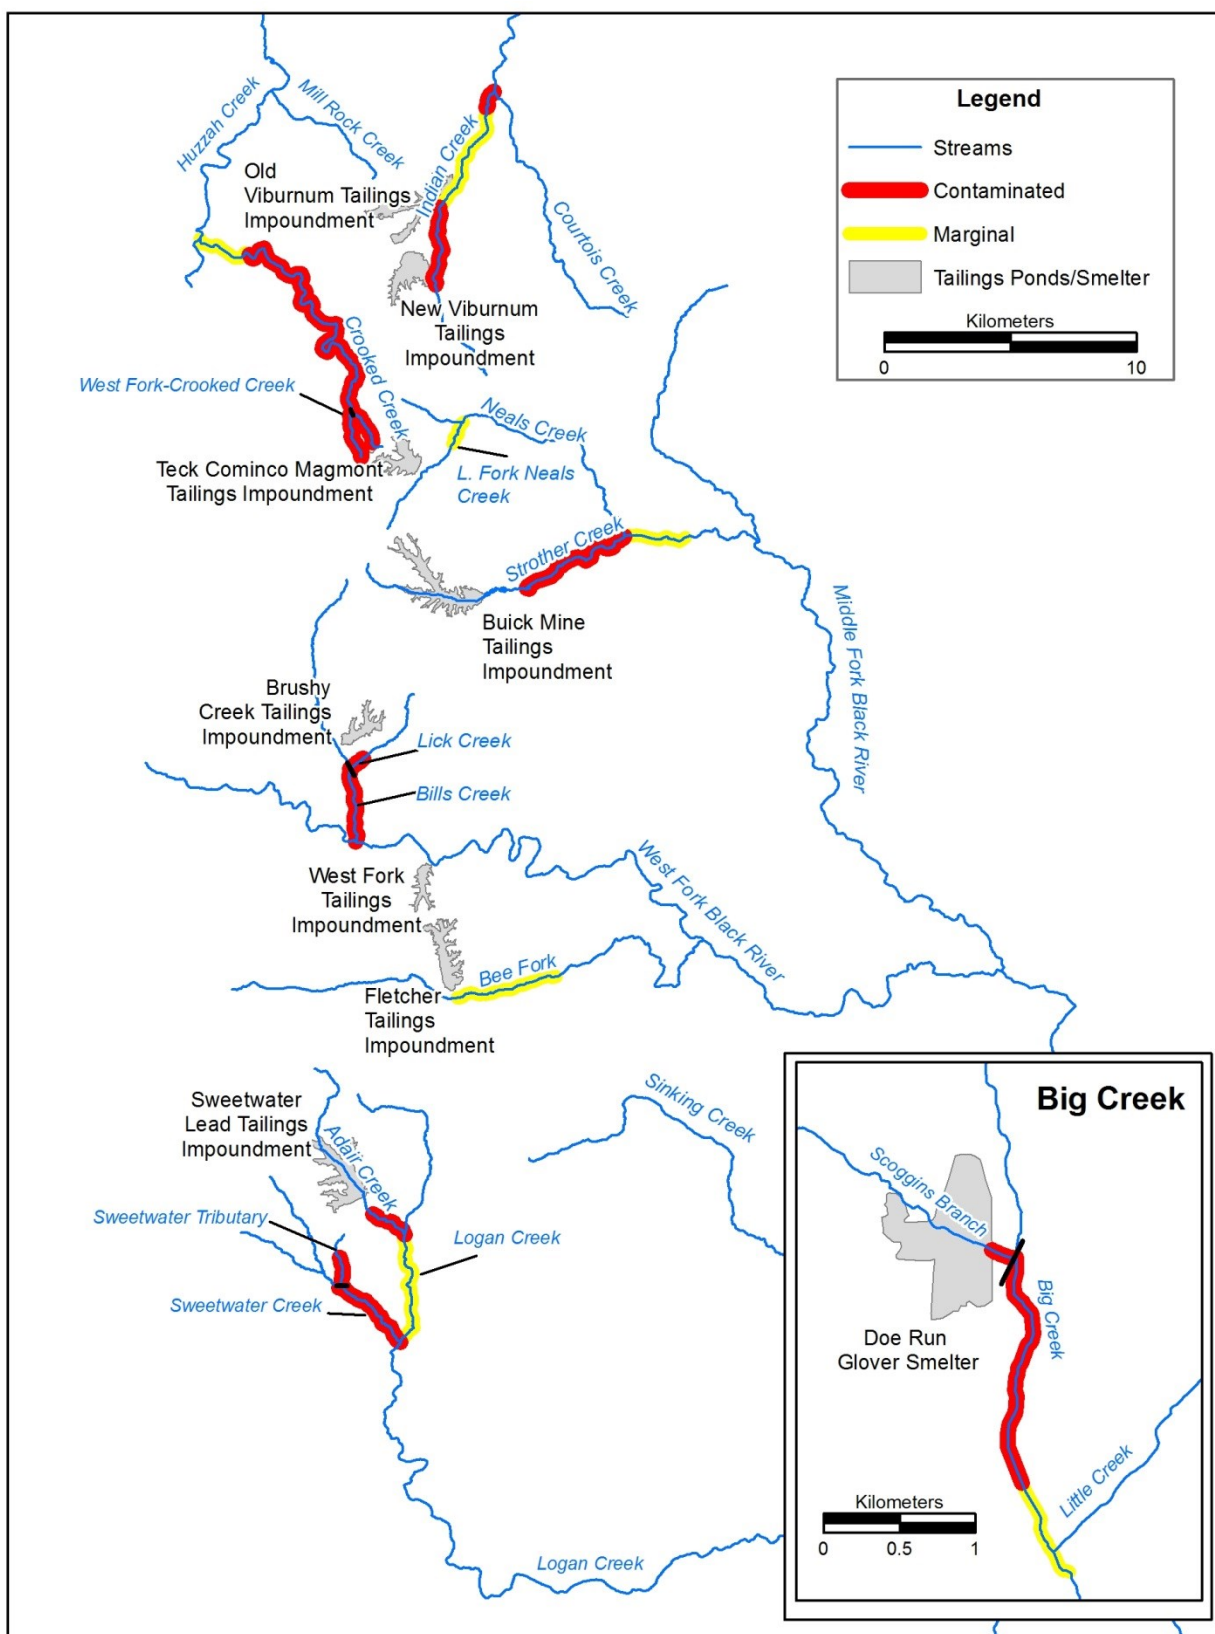 Legend
Streams
Contaminated
Marginal
Tailings Ponds/Smelter
Kilometers
0
10
Huzzah Creek
Mill Rock Creek
Old
Viburnum Tailings
Impoundment
Indian Creek
Courtois Creek
New Viburnum
Tailings
Impoundment
Crooked Creek
West Fork-Crooked Creek
Neals Creek
Teck Cominco Magmont
Tailings Impoundment
L. Fork Neals
Creek
Strother Creek
Buick Mine
Tailings
Impoundment
Middle Fork Black River
Brushy
Creek Tailings
Impoundment
Lick Creek
Bills Creek
West Fork
Tailings
Impoundment
West Fork Black River
Bee Fork
Fletcher
Tailings
Impoundment
Sweetwater
Lead Tailings
Impoundment
Adair Creek
Sinking Creek
Sweetwater Tributary
Logan Creek
Sweetwater Creek
Logan Creek
Big Creek
Scoggins Branch
Big Creek
Doe Run
Glover Smelter
Little Creek
Kilometers
0
0.5
1